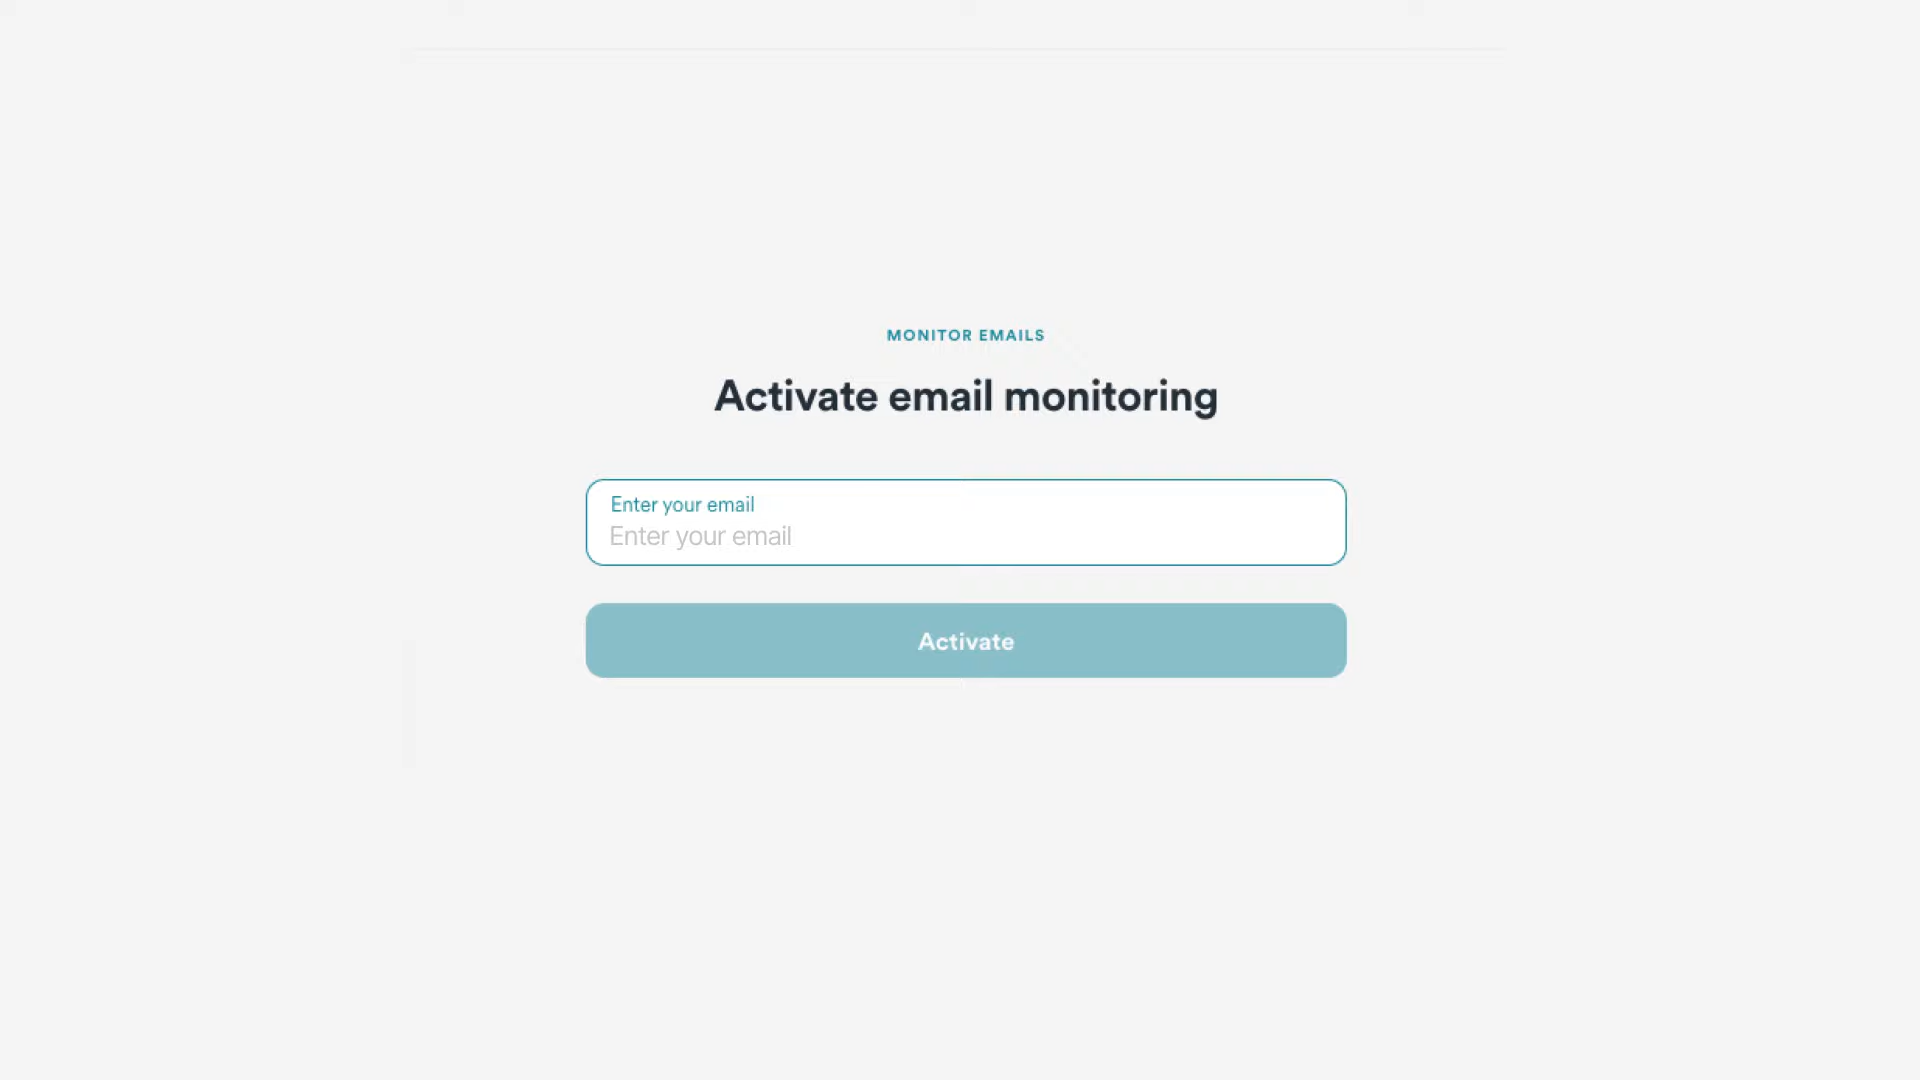 MONITOR EMAILS
Activate email monitoring
Enter your email
Enter your email
Activate